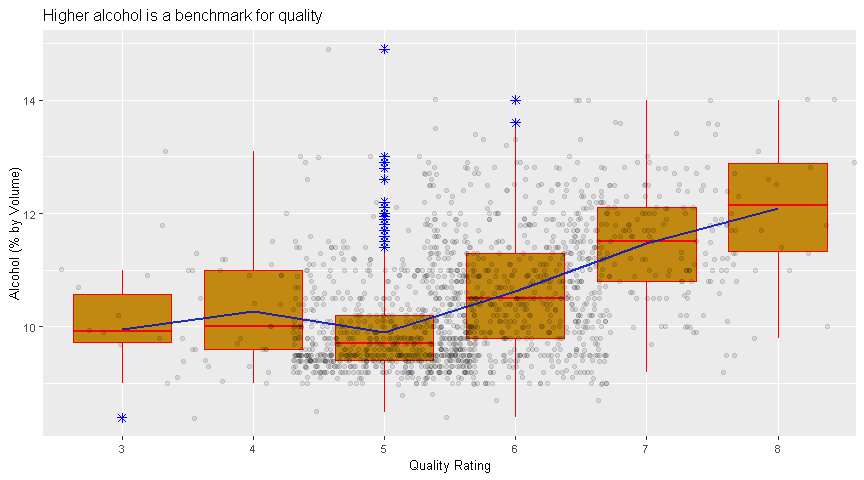 Higher alcohol is a benchmark for quality
Alcohol (% by Volume)
14
12
10
3 4 5 6 7 8
Quality Rating